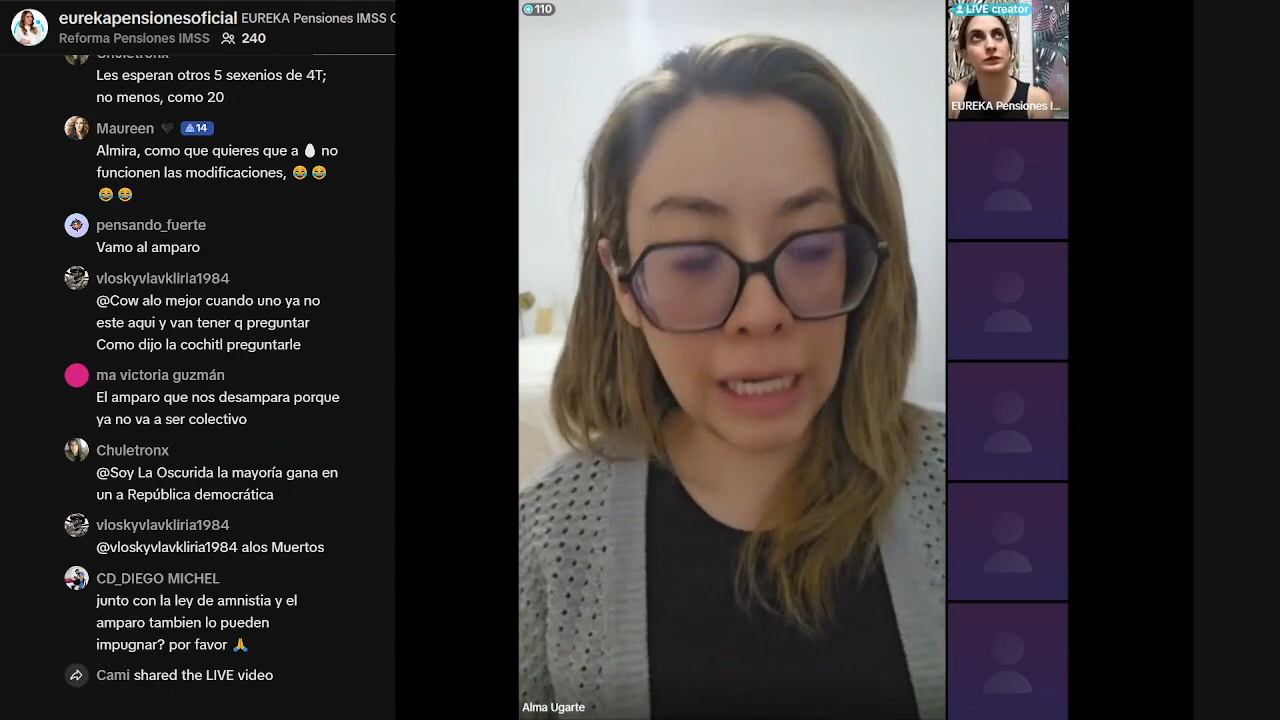 eurekapensionesoficial EUREKA Pensiones IMSS
Reforma Pensiones IMSS 240
Chuletronx
Les esperan otros 5 sexenios de 4T;
no menos, como 20
Maureen 🖤 14
Almira, como que quieres que a 🥚 no
funcionen las modificaciones, 😂 😂
😂 😂
pensando_fuerte
Vamo al amparo
vloskyvlavkliria1984
@Cow alo mejor cuando uno ya no
este aqui y van tener q preguntar
Como dijo la cochitl preguntarle
ma victoria guzmán
El amparo que nos desampara porque
ya no va a ser colectivo
Chuletronx
@Soy La Oscurida la mayoría gana en
un a República democrática
vloskyvlavkliria1984
@vloskyvlavkliria1984 alos Muertos
CD_DIEGO MICHEL
junto con la ley de amnistia y el
amparo tambien lo pueden
impugnar? por favor 🙏
Cami shared the LIVE video
110
Alma Ugarte
LIVE creator
EUREKA Pensiones I...